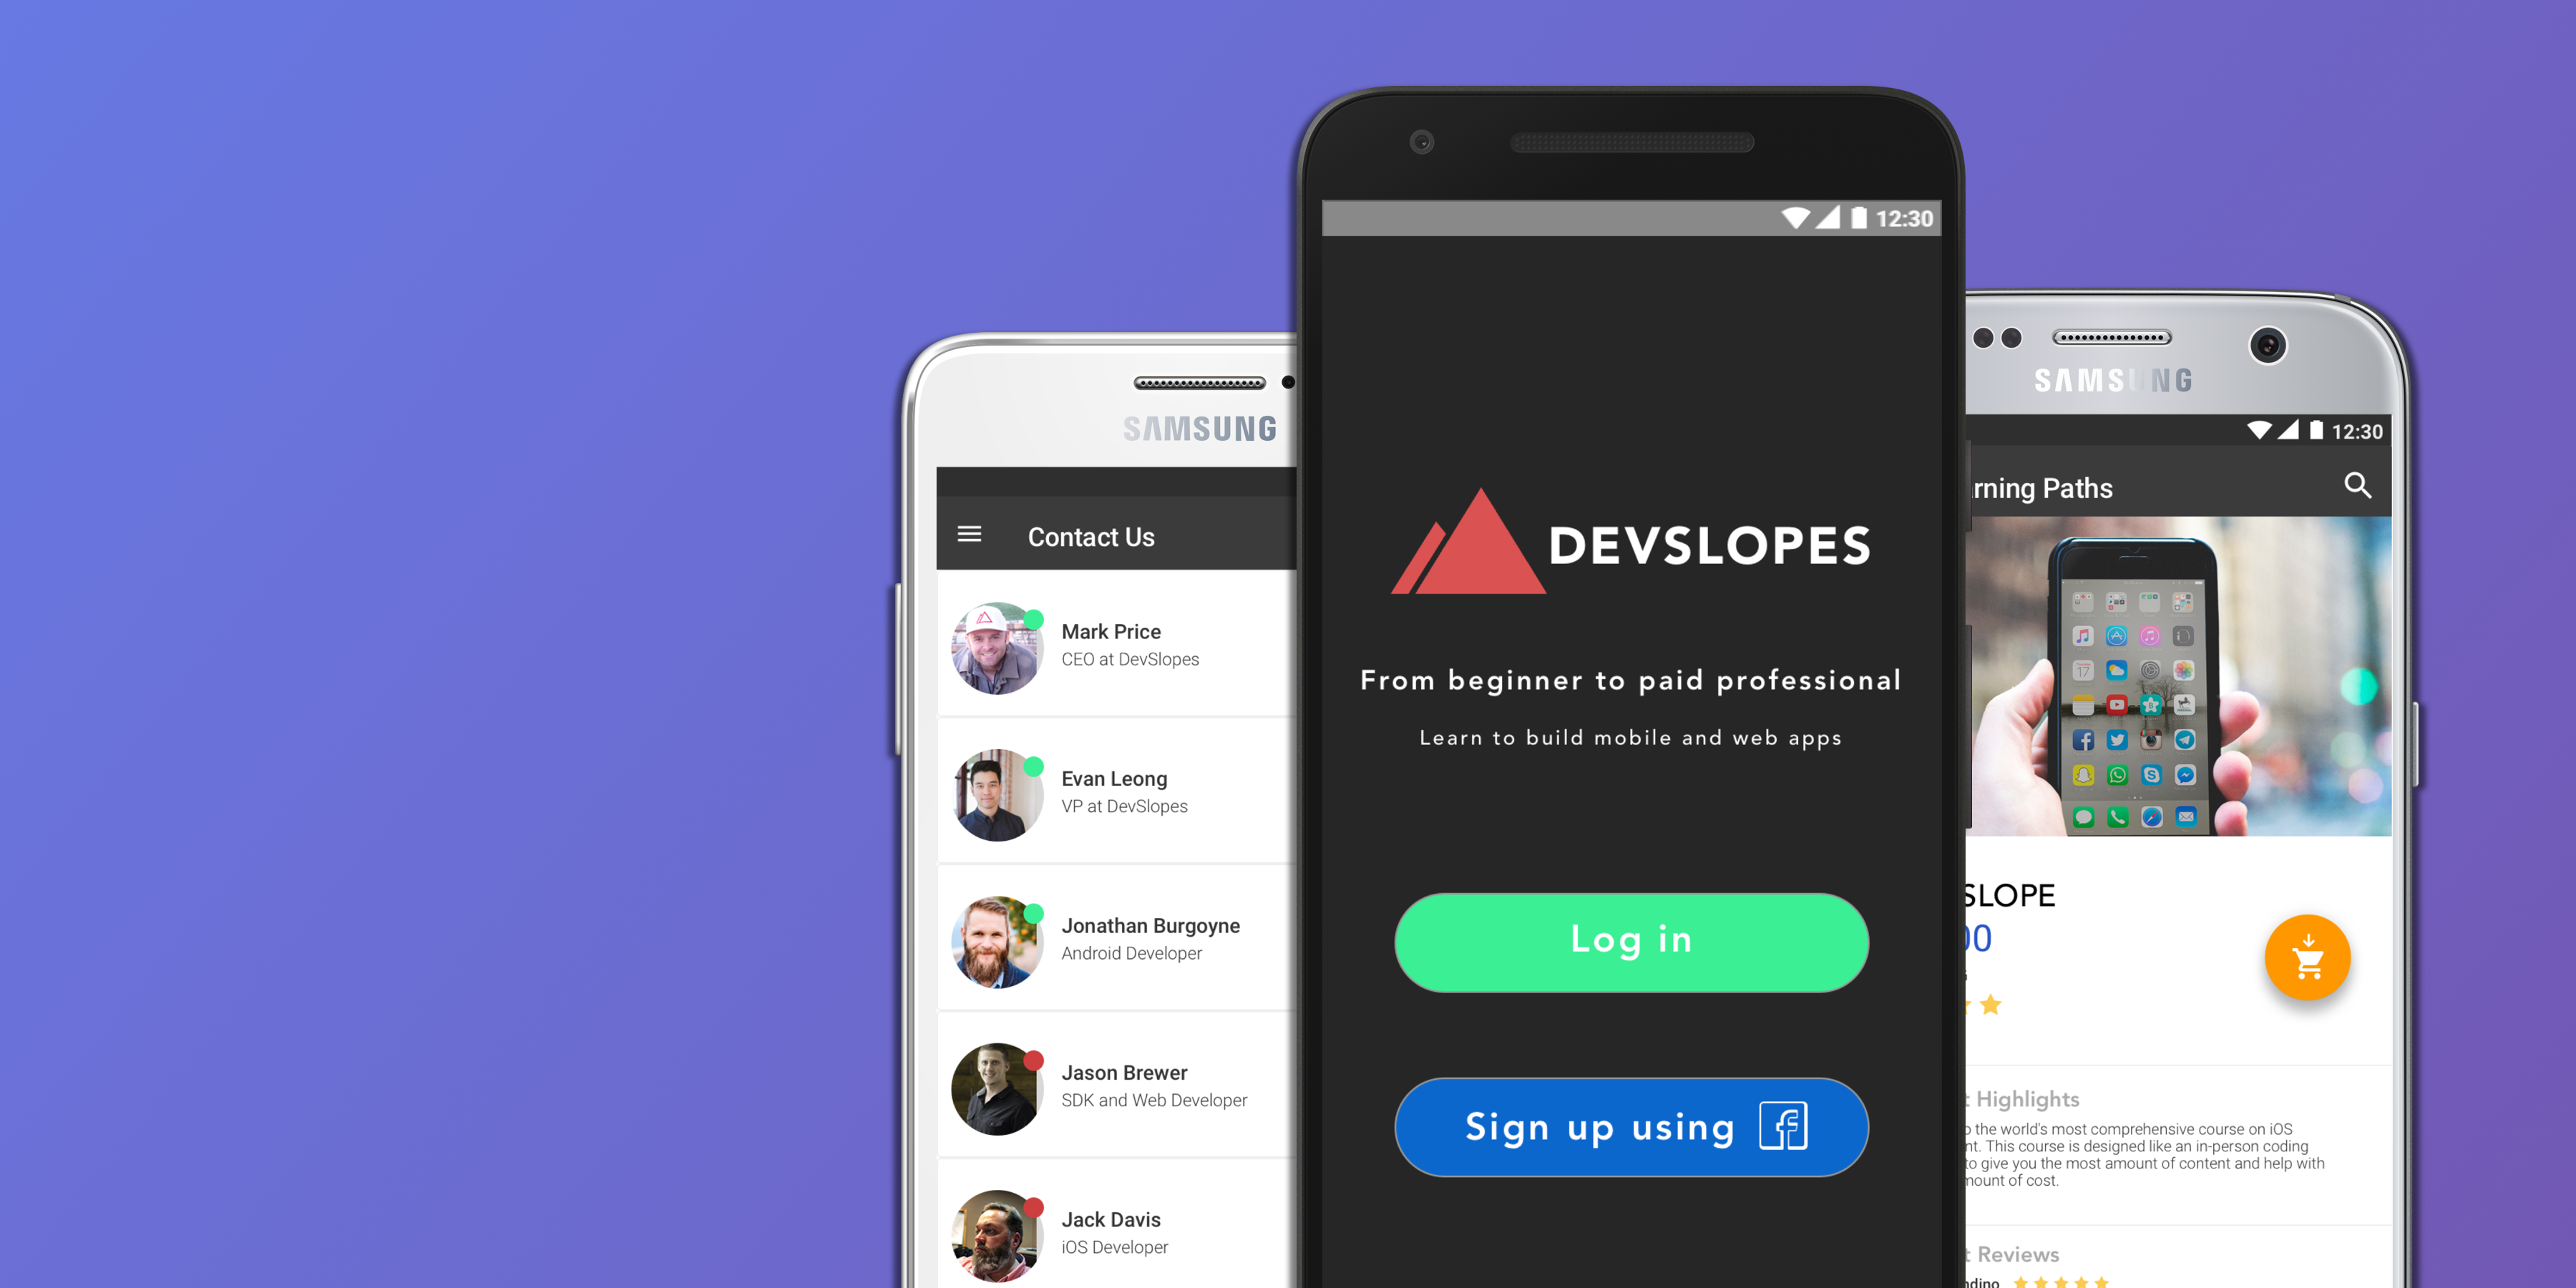 SAMSUNG
Contact Us
Mark Price
CEO at DevSlopes
Evan Leong
VP at DevSlopes
Jonathan Burgoyne
Android Developer
Jason Brewer
SDK and Web Developer
Jack Davis
iOS Developer
12:30
DEVSLOPES
From beginner to paid professional
Learn to build mobile and web apps
Log in
Sign up using f
SAMSUNG
12:30
rning Paths
SLOPE
00
t Highlights
o the world's most comprehensive course on iOS
nt. This course is designed like an in-person coding
to give you the most amount of content and help with
mount of cost.
t Reviews
ndino